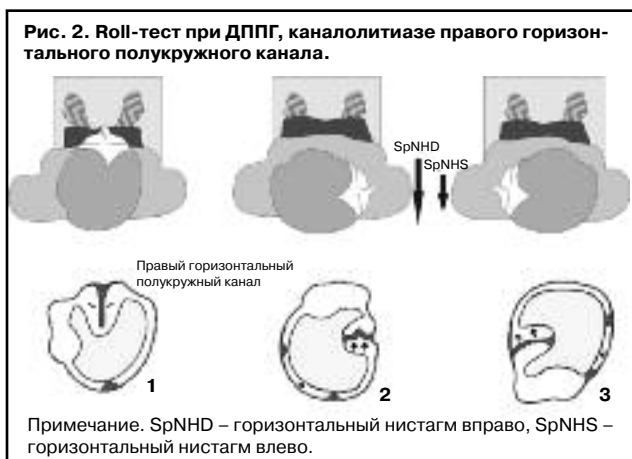 Рис. 2. Roll-тест при ДППГ, каналолитиазе правого горизон-
тального полукружного канала.
SpNHD
SpNHS
Правый горизонтальный
полукружный канал
1
2
3
Примечание. SpNHD – горизонтальный нистагм вправо, SpNHS –
горизонтальный нистагм влево.